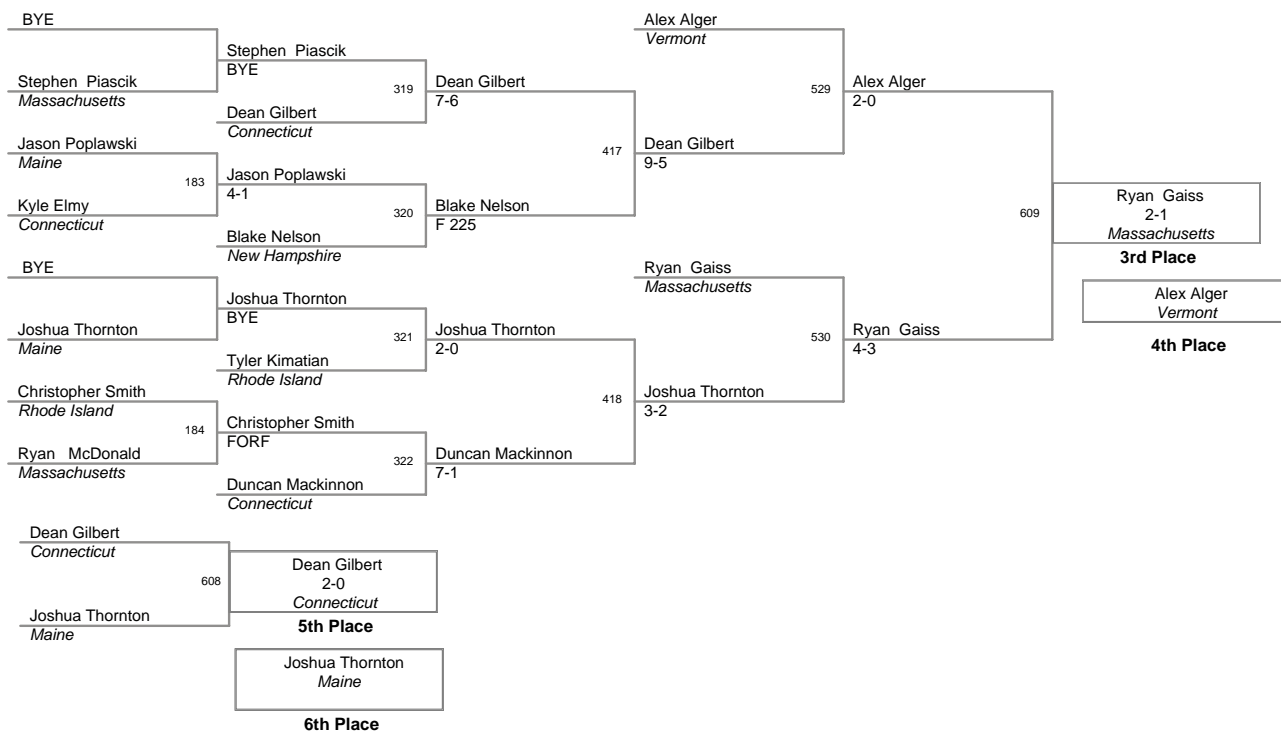 BYE
Stephen Piascik
Massachusetts
Jason Poplawski
Maine
183
Kyle Elmy
Connecticut
BYE
Joshua Thornton
Maine
Christopher Smith
Rhode Island
184
Ryan McDonald
Massachusetts
Stephen Piascik
BYE
319
Dean Gilbert
Connecticut
Jason Poplawski
4-1
320
Blake Nelson
New Hampshire
Joshua Thornton
BYE
321
Tyler Kimatian
Rhode Island
Christopher Smith
FORF
322
Duncan Mackinnon
Connecticut
Dean Gilbert
7-6
417
Blake Nelson
F 225
Joshua Thornton
2-0
418
Duncan Mackinnon
7-1
Alex Alger
Vermont
529
Dean Gilbert
9-5
Ryan Gaiss
Massachusetts
530
Joshua Thornton
3-2
Alex Alger
2-0
609
Ryan Gaiss
4-3
Ryan Gaiss
2-1
Massachusetts
3rd Place
Alex Alger
Vermont
4th Place
Dean Gilbert
Connecticut
608
Joshua Thornton
Maine
Dean Gilbert
2-0
Connecticut
5th Place
Joshua Thornton
Maine
6th Place